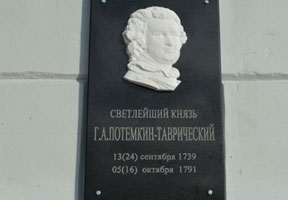 СВЕТЛЕЙШИЙ КНЯЗЬ
Г.А.ПОТЕМКИН-ТАВРИЧЕСКИЙ
13(24) сентября 1739
05(16) октября 1791